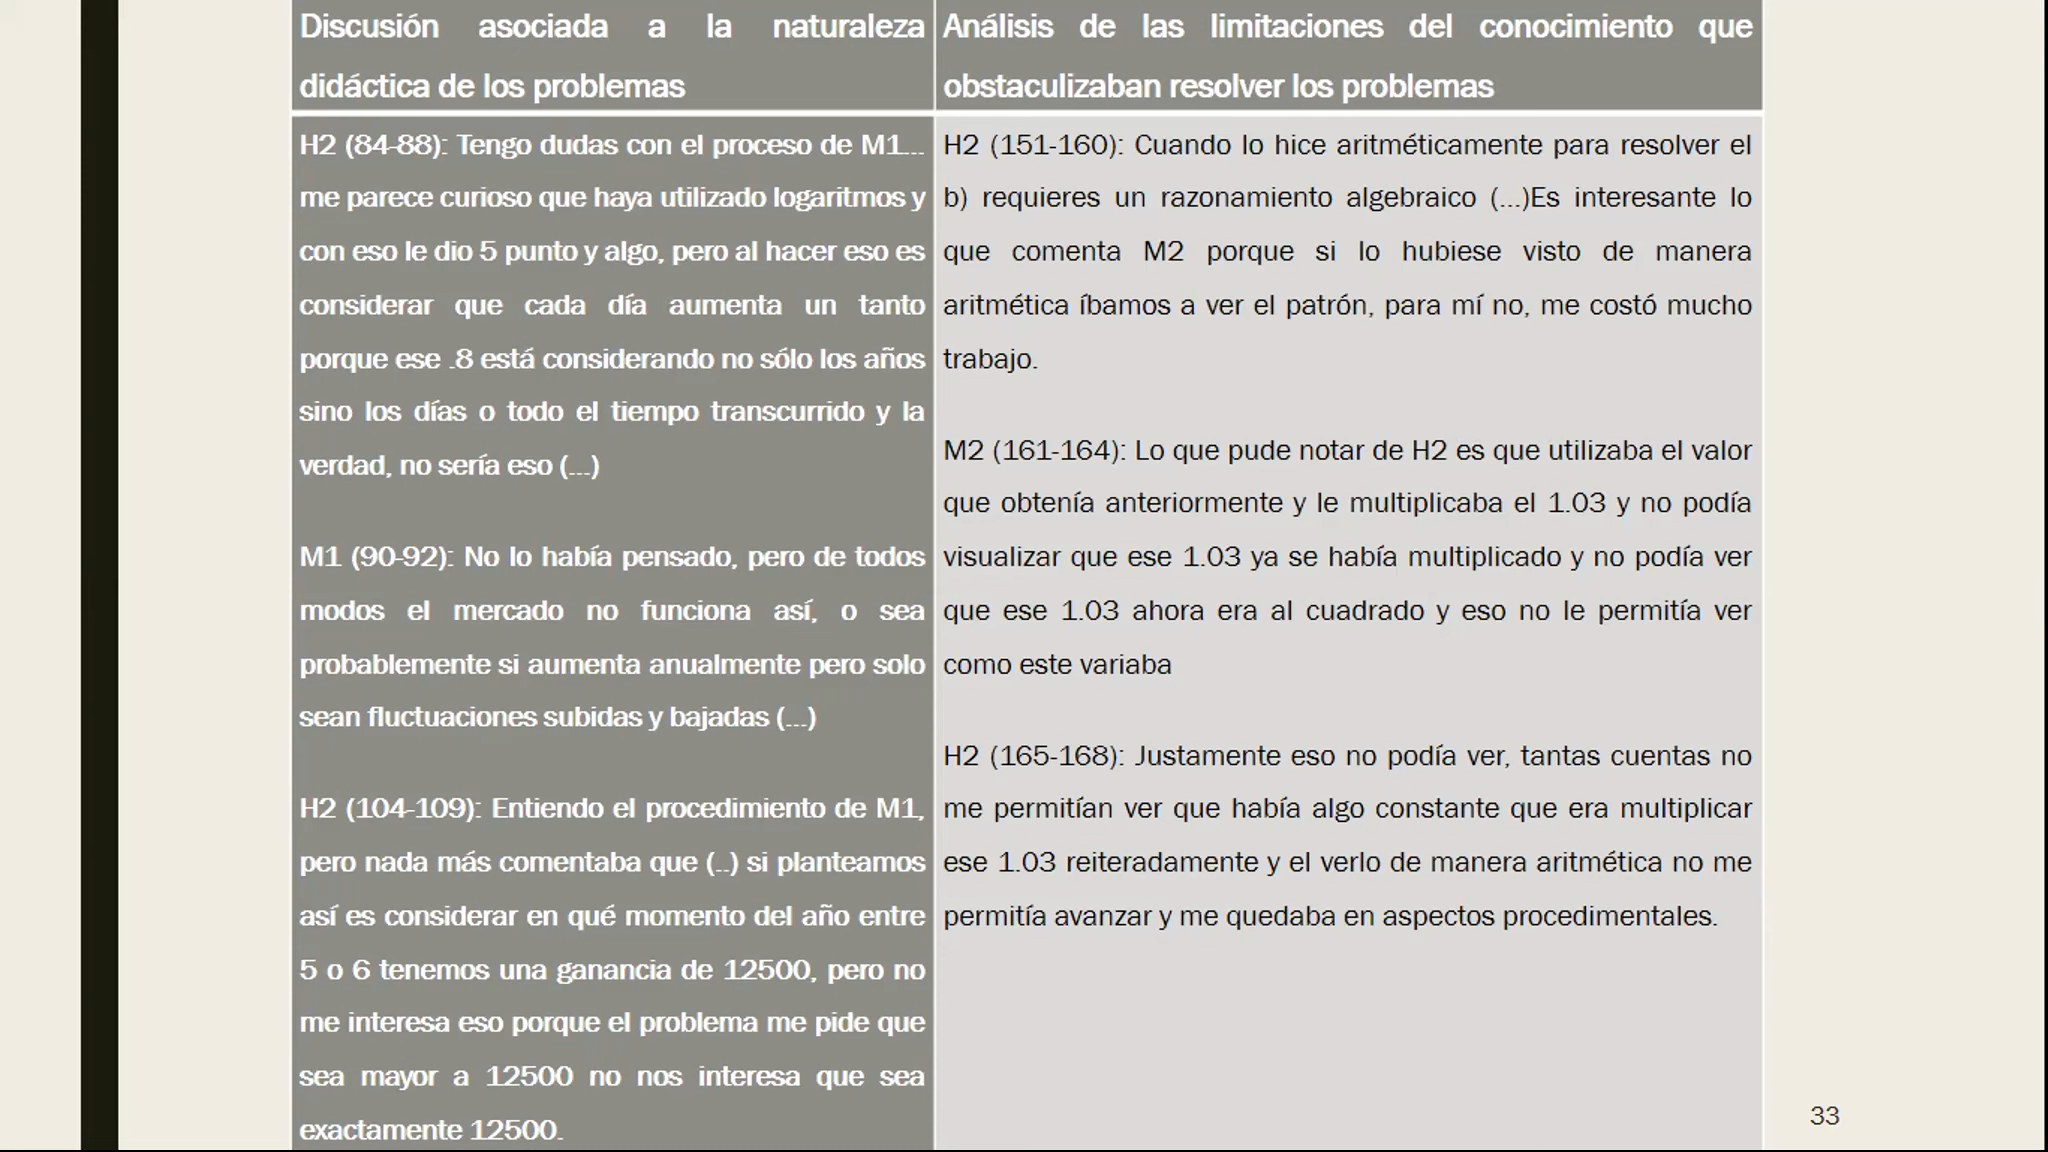 Discusión asociada a la naturaleza
didáctica de los problemas
H2 (84-88): Tengo dudas con el proceso de M1...
me parece curioso que haya utilizado logaritmos y
con eso le dio 5 punto y algo, pero al hacer eso es
considerar que cada día aumenta un tanto
porque ese .8 está considerando no sólo los años
sino los días o todo el tiempo transcurrido y la
verdad, no sería eso (...)
M1 (90-92): No lo había pensado, pero de todos
modos el mercado no funciona así, o sea
probablemente si aumenta anualmente pero solo
sean fluctuaciones subidas y bajadas (...)
H2 (104-109): Entiendo el procedimiento de M1,
pero nada más comentaba que (..) si planteamos
así es considerar en qué momento del año entre
5 o 6 tenemos una ganancia de 12500, pero no
me interesa eso porque el problema me pide que
sea mayor a 12500 no nos interesa que sea
exactamente 12500.
Análisis de las limitaciones del conocimiento que
obstaculizaban resolver los problemas
H2 (151-160): Cuando lo hice aritméticamente para resolver el
b) requieres un razonamiento algebraico (...)Es interesante lo
que comenta M2 porque si lo hubiese visto de manera
aritmética íbamos a ver el patrón, para mí no, me costó mucho
trabajo.
M2 (161-164): Lo que pude notar de H2 es que utilizaba el valor
que obtenía anteriormente y le multiplicaba el 1.03 y no podía
visualizar que ese 1.03 ya se había multiplicado y no podía ver
que ese 1.03 ahora era al cuadrado y eso no le permitía ver
como este variaba
H2 (165-168): Justamente eso no podía ver, tantas cuentas no
me permitían ver que había algo constante que era multiplicar
ese 1.03 reiteradamente y el verlo de manera aritmética no me
permitía avanzar y me quedaba en aspectos procedimentales.
33